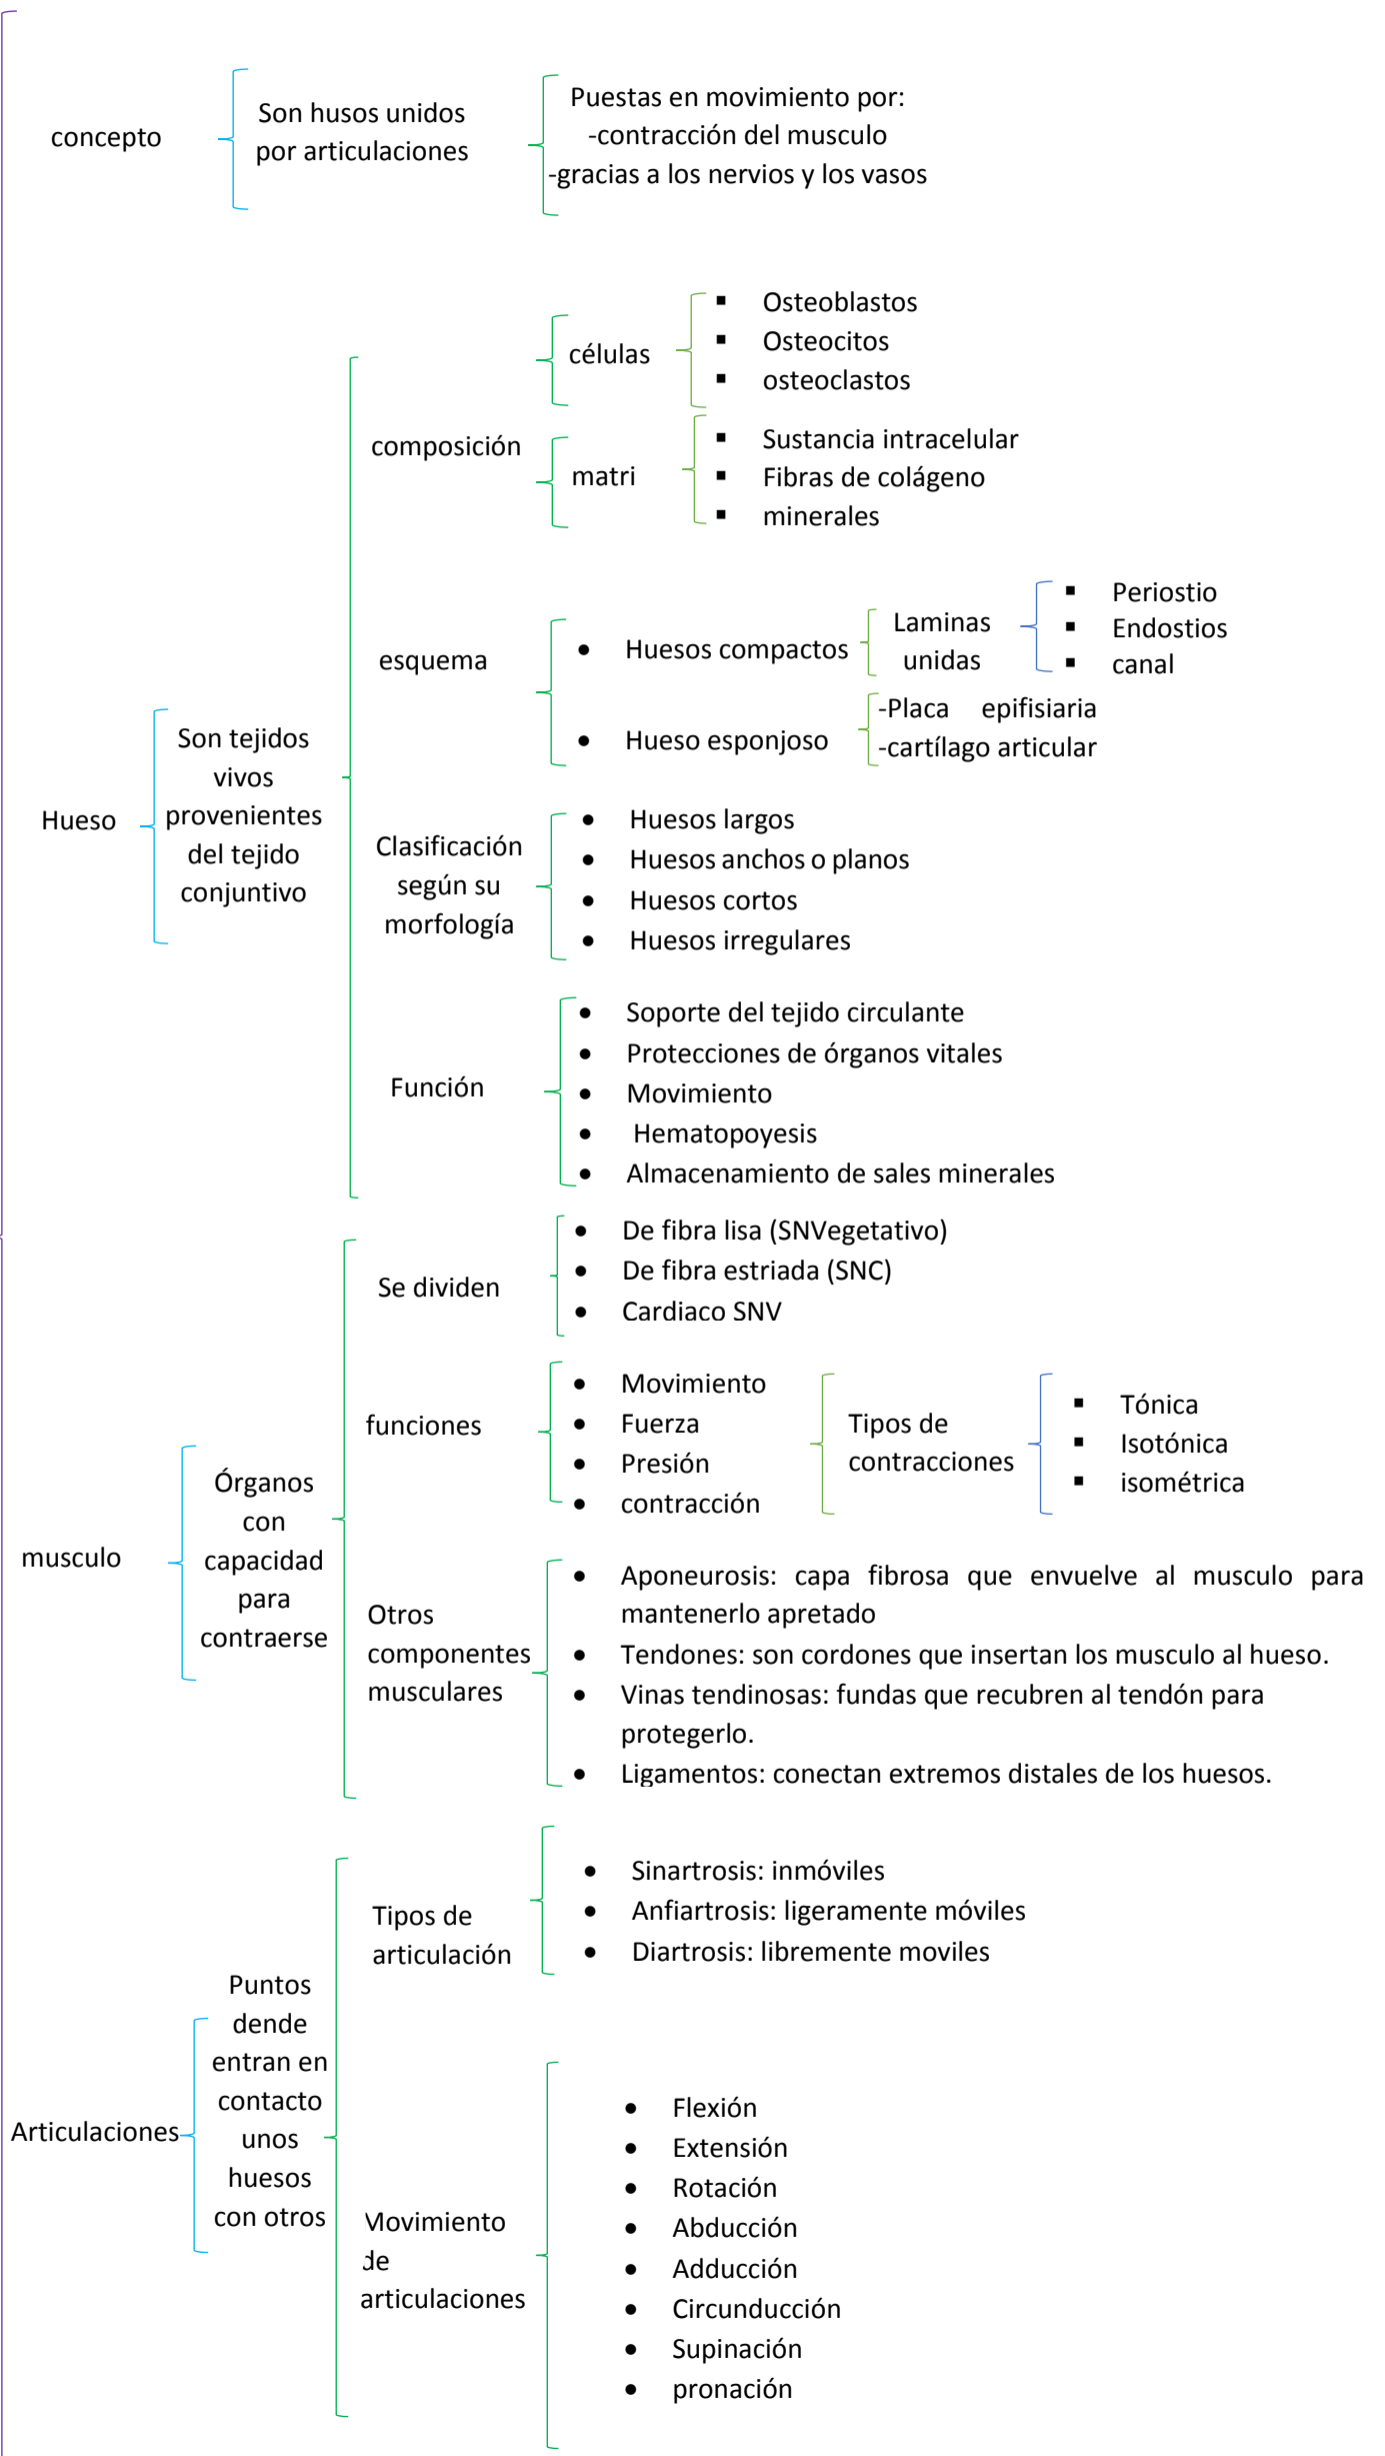 concepto
Son husos unidos
por articulaciones
Puestas en movimiento por:
-contracción del musculo
-gracias a los nervios y los vasos
Hueso
Son tejidos
vivos
provenientes
del tejido
conjuntivo
composición
células
▪ Osteoblastos
▪ Osteocitos
▪ osteoclastos
matri
▪ Sustancia intracelular
▪ Fibras de colágeno
▪ minerales
esquema
• Huesos compactos
Laminas
unidas
▪ Periostio
▪ Endostios
▪ canal
• Hueso esponjoso
-Placa epifisiaria
-cartílago articular
Clasificación
según su
morfología
• Huesos largos
• Huesos anchos o planos
• Huesos cortos
• Huesos irregulares
Función
• Soporte del tejido circulante
• Protecciones de órganos vitales
• Movimiento
• Hematopoyesis
• Almacenamiento de sales minerales
musculo
Órganos
con
capacidad
para
contraerse
Se dividen
• De fibra lisa (SNVegetativo)
• De fibra estriada (SNC)
• Cardiaco SNV
funciones
• Movimiento
• Fuerza
• Presión
• contracción
Tipos de
contracciones
▪ Tónica
▪ Isotónica
▪ isométrica
Otros
componentes
musculares
• Aponeurosis: capa fibrosa que envuelve al musculo para
mantenerlo apretado
• Tendones: son cordones que insertan los musculo al hueso.
• Vinas tendinosas: fundas que recubren al tendón para
protegerlo.
• Ligamentos: conectan extremos distales de los huesos.
Articulaciones
Puntos
dende
entran en
contacto
unos
huesos
con otros
Tipos de
articulación
• Sinartrosis: inmóviles
• Anfiartrosis: ligeramente móviles
• Diartrosis: libremente moviles
Movimiento
de
articulaciones
• Flexión
• Extensión
• Rotación
• Abducción
• Adducción
• Circunducción
• Supinación
• pronación